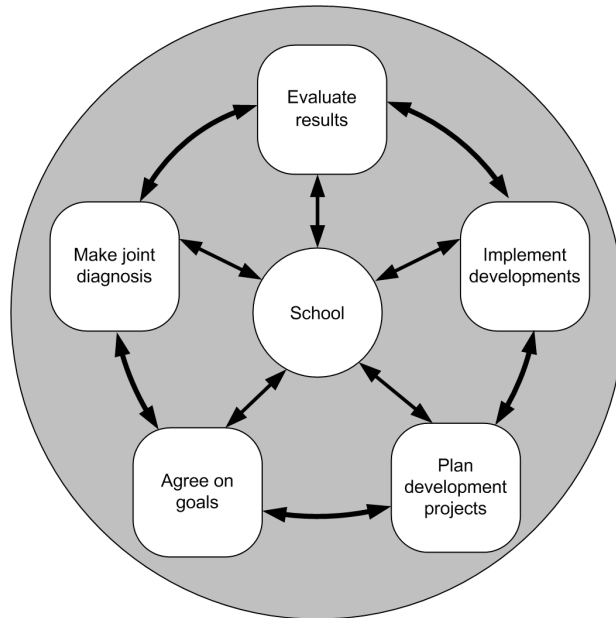 Evaluate
results
Make joint
diagnosis
Implement
developments
School
Agree on
goals
Plan
development
projects